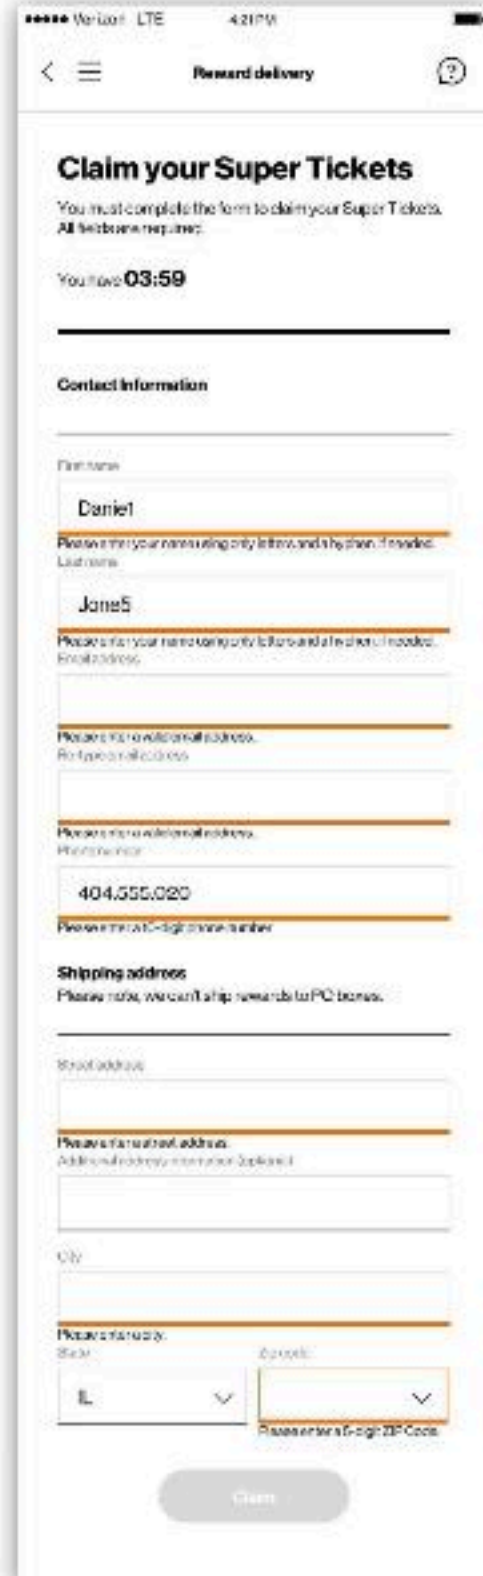 Verizon LTE 4:21 PM
Reward delivery
?
Claim your Super Tickets
You must complete the form to claim your Super Tickets.
All fields are required.
You have 03:59
Contact Information
First name
Danie1
Please enter your name using only letters and a hyphen, if needed.
Last name
Jone5
Please enter your name using only letters and a hyphen, if needed.
Email address
Please enter a valid email address.
Re-type email address
Please enter a valid email address.
Phone number
404.555.020
Please enter a 10-digit phone number
Shipping address
Please note, we can't ship rewards to PO boxes.
Street address
Please enter a street address.
Additional address information (optional)
City
Please enter a city.
State Zip code
IL
Please enter a 5-digit ZIP Code.
Claim